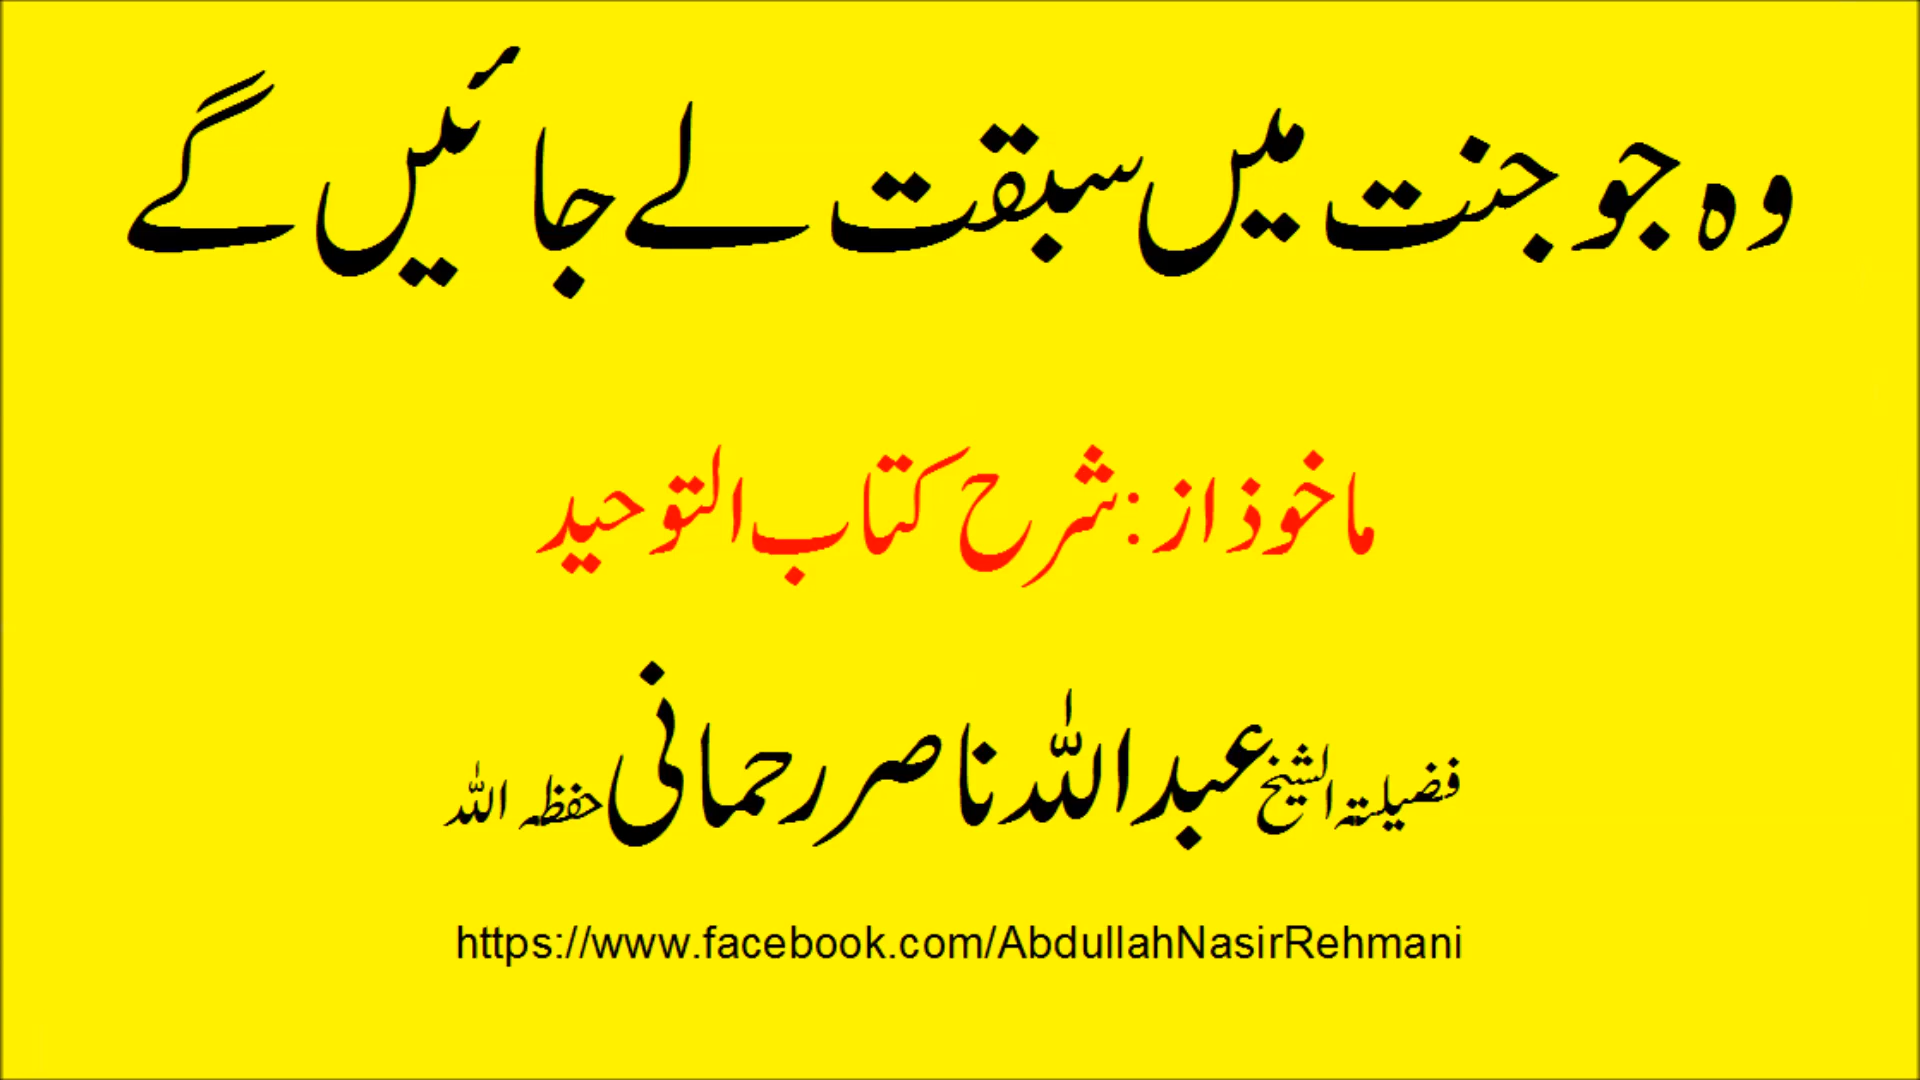 وہ جو جنت میں سبقت لے جائیں گے
ماخوذ از: شرح کتاب التوحید
فضیلۃ الشیخ عبداللہ ناصر رحمانی حفظہ اللہ
https://www.facebook.com/AbdullahNasirRehmani